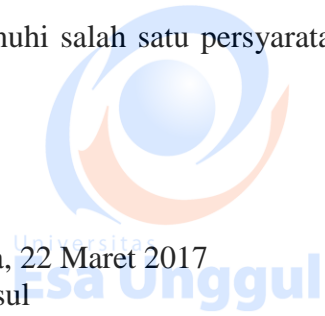 nuhi salah satu persyarata
a, 22 Maret 2017
Universitas
Esa Unggul
sul